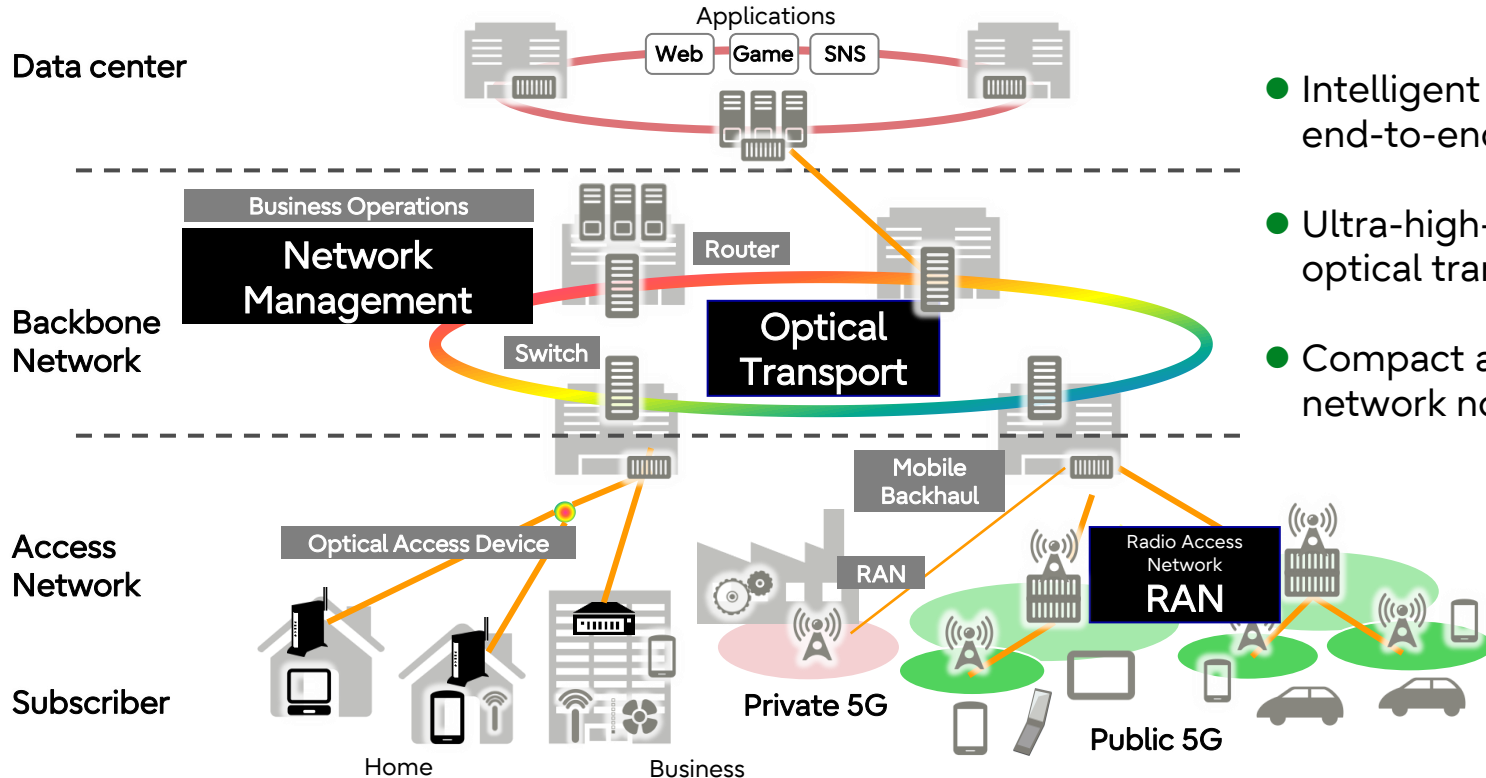 Applications
Web
Game
SNS
Data center
Intelligent
end-to-end
Business Operations
Network
Management
Router
Ultra-high-
optical
Backbone
Network
Optical
Transport
Switch
Compact
network
Mobile
Backhaul
Access
Network
Optical Access Device
RAN
Radio Access
Network
RAN
Subscriber
Private 5G
Public 5G
Home
Business